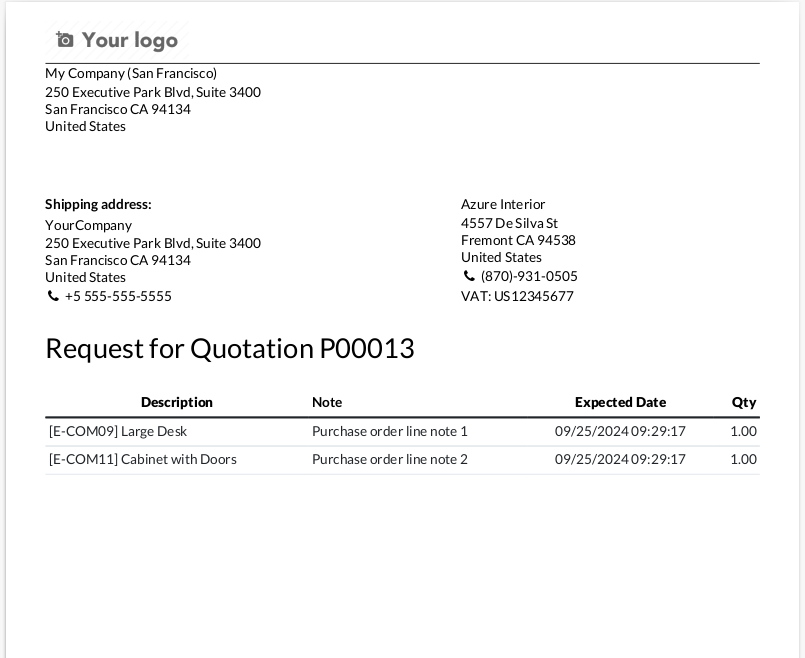 Your logo
My Company (San Francisco)
250 Executive Park Blvd, Suite 3400
San Francisco CA 94134
United States
Shipping address:
YourCompany
250 Executive Park Blvd, Suite 3400
San Francisco CA 94134
United States
+5 555-555-5555
Azure Interior
4557 De Silva St
Fremont CA 94538
United States
(870)-931-0505
VAT: US12345677
Request for Quotation P00013
Description Note Expected Date Qty
[E-COM09] Large Desk Purchase order line note 1 09/25/2024 09:29:17 1.00
[E-COM11] Cabinet with Doors Purchase order line note 2 09/25/2024 09:29:17 1.00